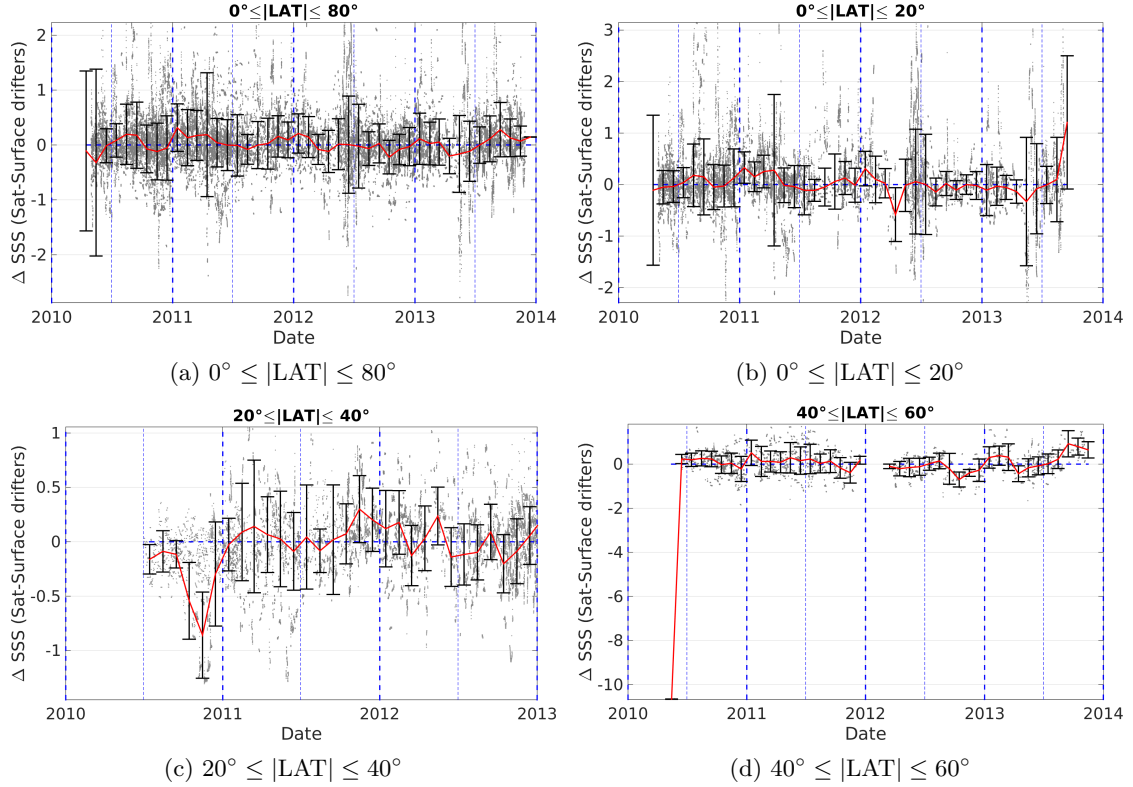 0°≤|LAT|≤ 80°
Δ SSS (Sat-Surface drifters)
2
1
0
-1
-2
2010 2011 2012 2013 2014
Date
(a) 0° ≤ |LAT| ≤ 80°
0°≤|LAT|≤ 20°
Δ SSS (Sat-Surface drifters)
3
2
1
0
-1
-2
2010 2011 2012 2013 2014
Date
(b) 0° ≤ |LAT| ≤ 20°
20°≤|LAT|≤ 40°
Δ SSS (Sat-Surface drifters)
1
0.5
0
-0.5
-1
2010 2011 2012 2013
Date
(c) 20° ≤ |LAT| ≤ 40°
40°≤|LAT|≤ 60°
Δ SSS (Sat-Surface drifters)
0
-2
-4
-6
-8
-10
2010 2011 2012 2013 2014
Date
(d) 40° ≤ |LAT| ≤ 60°